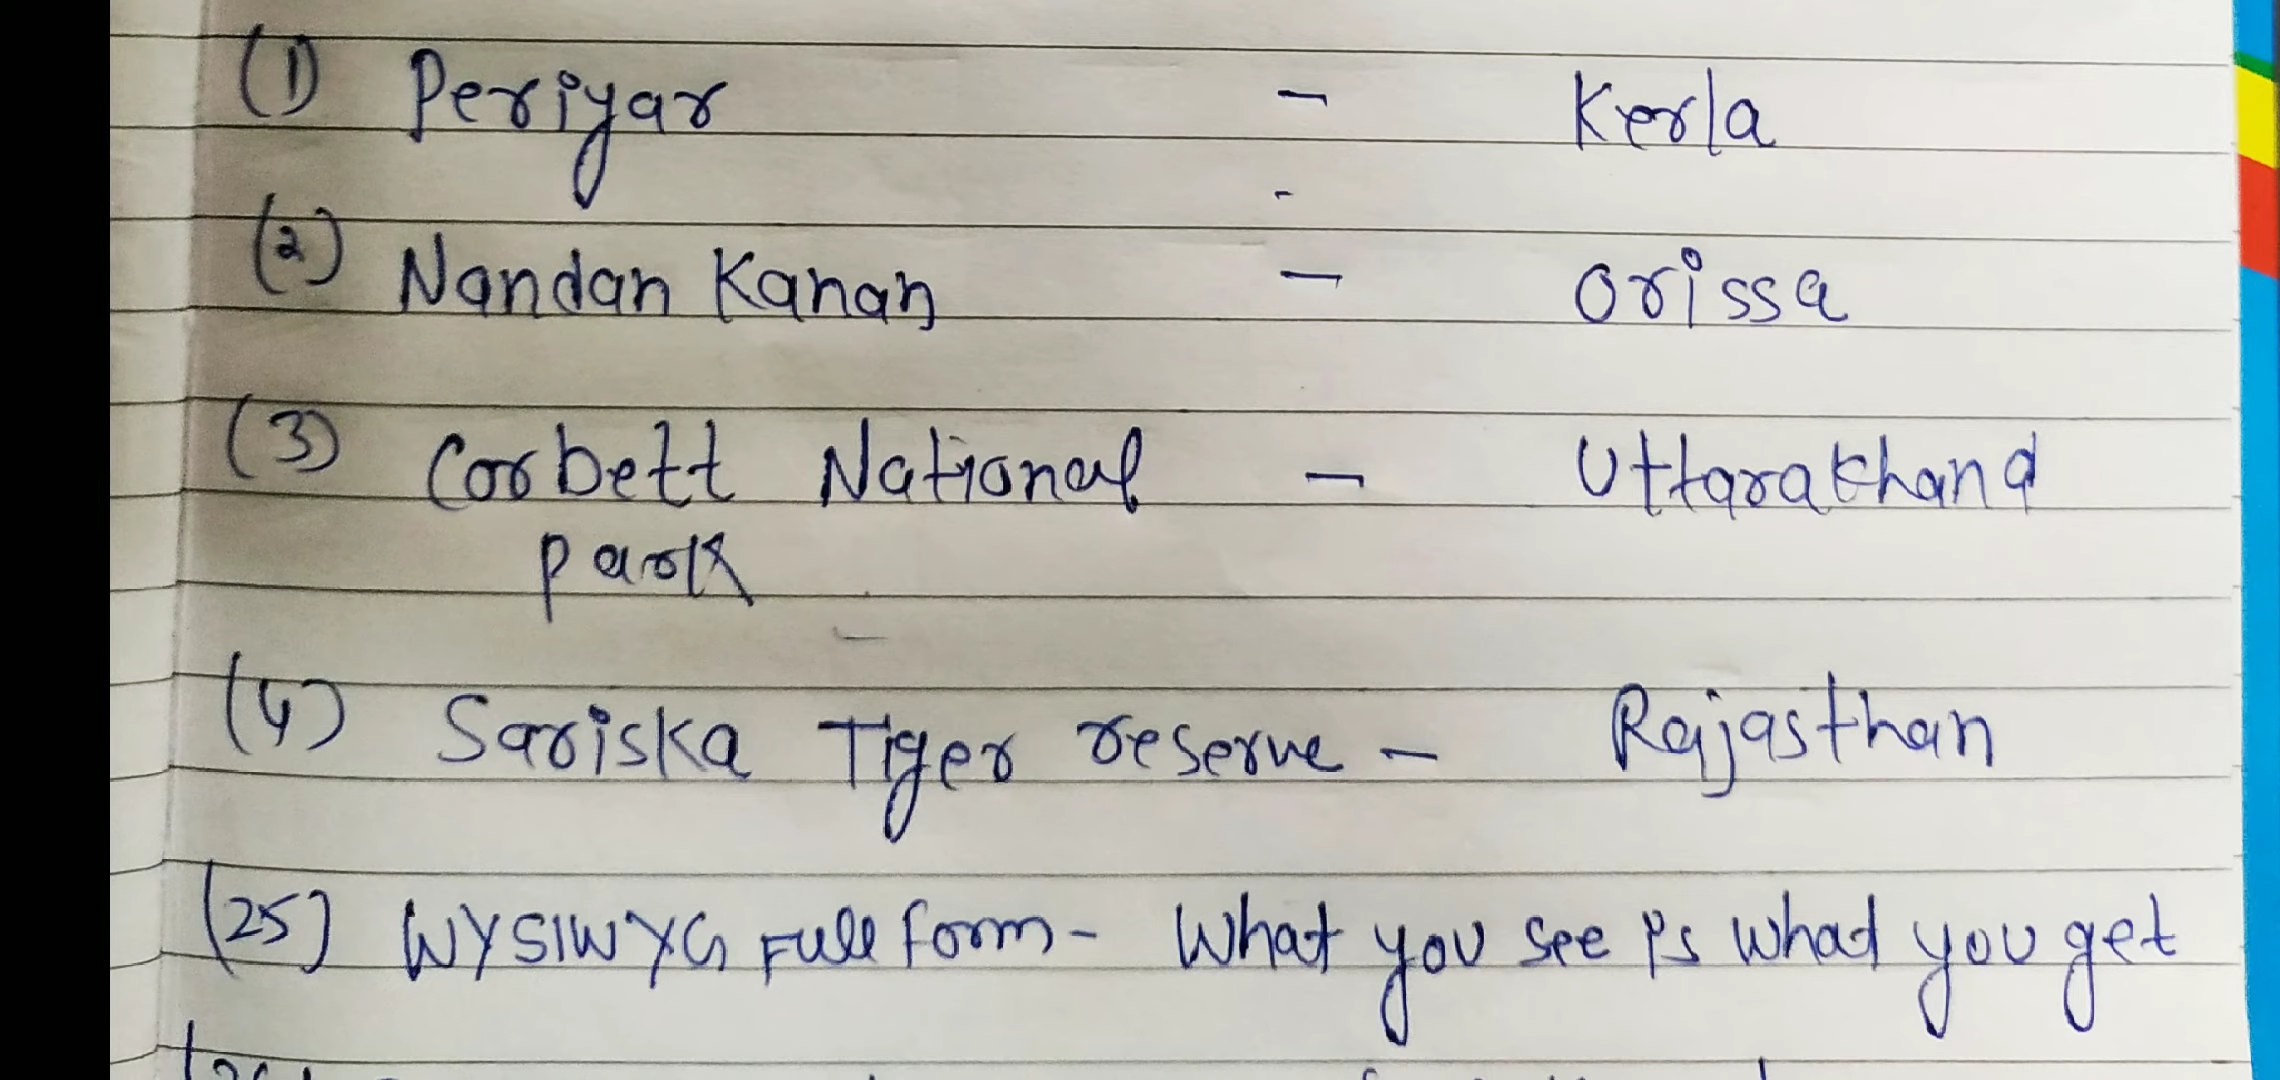 (1) Periyar - Kerla
(2) Nandan Kanan - Orissa
(3) Corbett National - Uttarakhand
park
(4) Sariska Tiger reserve - Rajasthan
(25) WYSIWYG Full form - What you see is what you get